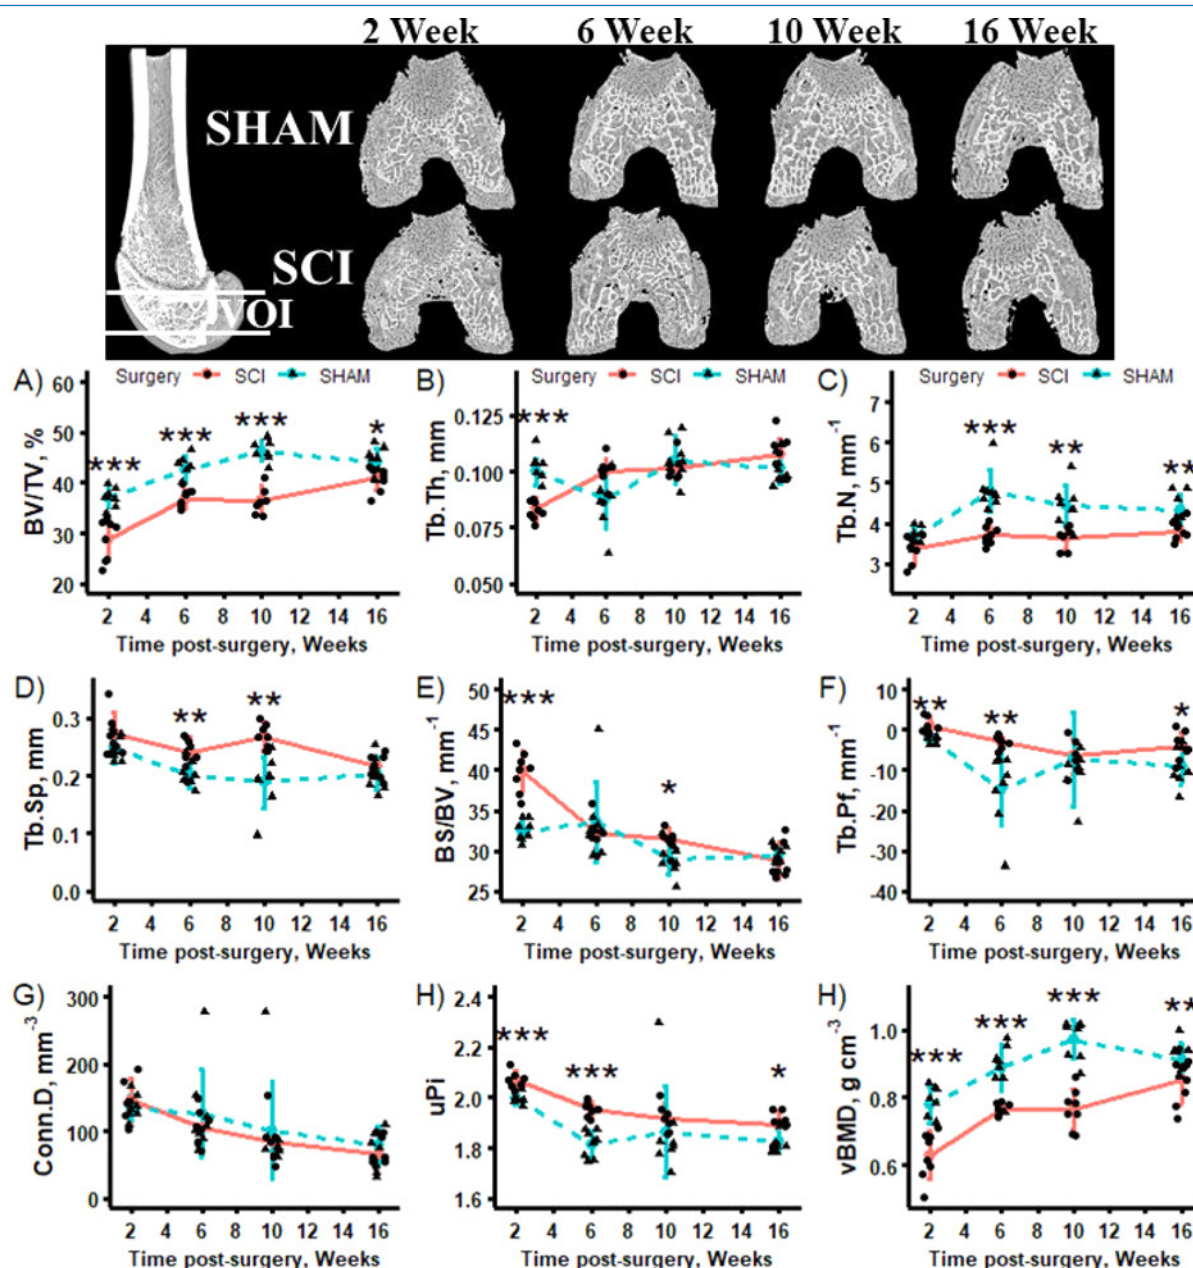 2 Week 6 Week 10 Week 16 Week
SHAM
SCI
VOI
A) Surgery SCI SHAM
B) Surgery SCI SHAM
C) Surgery SCI SHAM
BV/TV, %
60
50
40
30
20
*** *** *** *
2 4 6 8 10 12 14 16
Time post-surgery, Weeks
Tb.Th, mm
0.125
0.100
0.075
0.050
***
2 4 6 8 10 12 14 16
Time post-surgery, Weeks
Tb.N, mm⁻¹
7
6
5
4
3
*** ** **
2 4 6 8 10 12 14 16
Time post-surgery, Weeks
D)
Tb.Sp, mm
0.3
0.2
0.1
0.0
** **
2 4 6 8 10 12 14 16
Time post-surgery, Weeks
E)
BS/BV, mm⁻¹
50
45
40
35
30
25
*** *
2 4 6 8 10 12 14 16
Time post-surgery, Weeks
F)
Tb.Pf, mm⁻¹
10
0
-10
-20
-30
-40
** ** *
2 4 6 8 10 12 14 16
Time post-surgery, Weeks
G)
Conn.D, mm⁻³
300
200
100
0
2 4 6 8 10 12 14 16
Time post-surgery, Weeks
H)
uPi
2.4
2.2
2.0
1.8
1.6
*** *** *
2 4 6 8 10 12 14 16
Time post-surgery, Weeks
H)
vBMD, g cm⁻³
1.0
0.8
0.6
*** *** *** **
2 4 6 8 10 12 14 16
Time post-surgery, Weeks